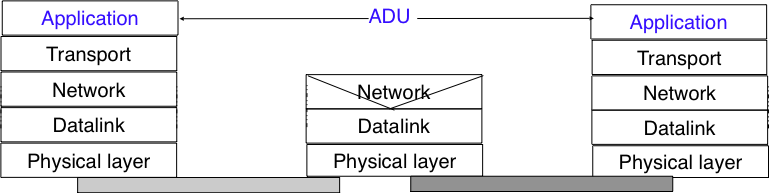 Application
Transport
Network
Datalink
Physical layer
ADU
Network
Datalink
Physical layer
Application
Transport
Network
Datalink
Physical layer